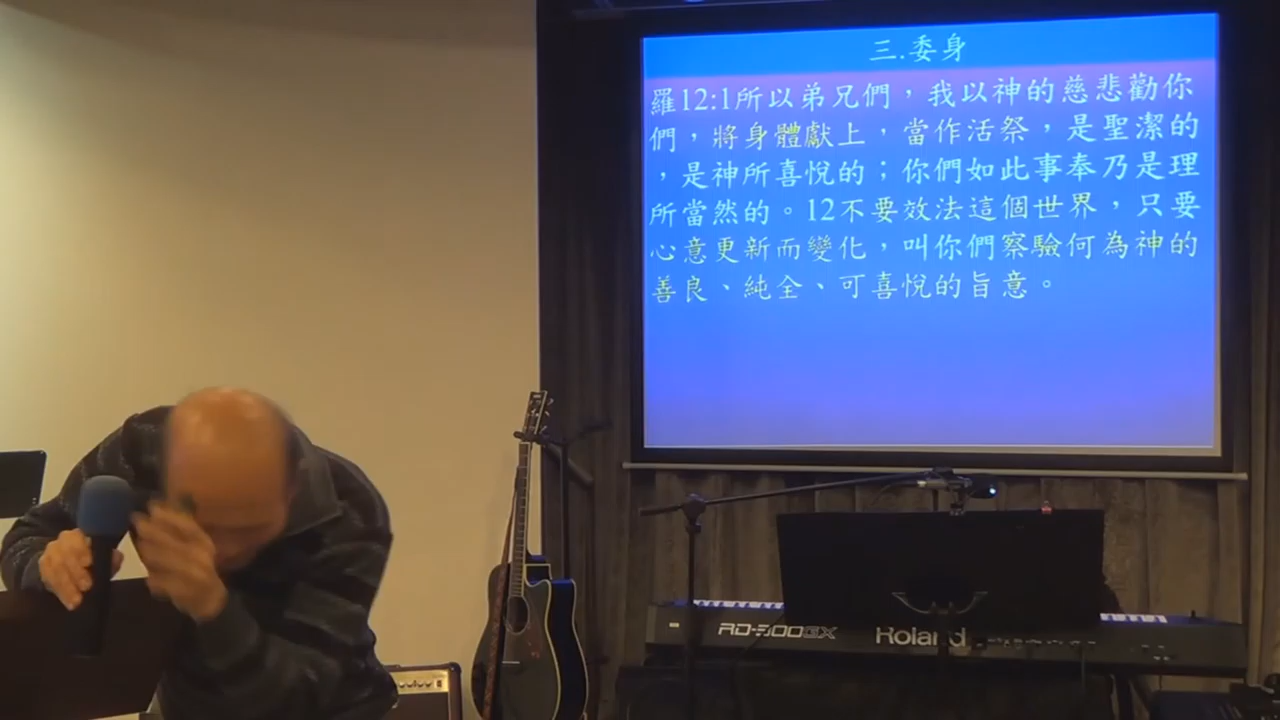 三.委身
羅12:1所以弟兄們，我以神的慈悲勸你
們，將身體獻上，當作活祭，是聖潔的
，是神所喜悅的；你們如此事奉乃是理
所當然的。12不要效法這個世界，只要
心意更新而變化，叫你們察驗何為神的
善良、純全、可喜悅的旨意。
RD-300GX
Roland